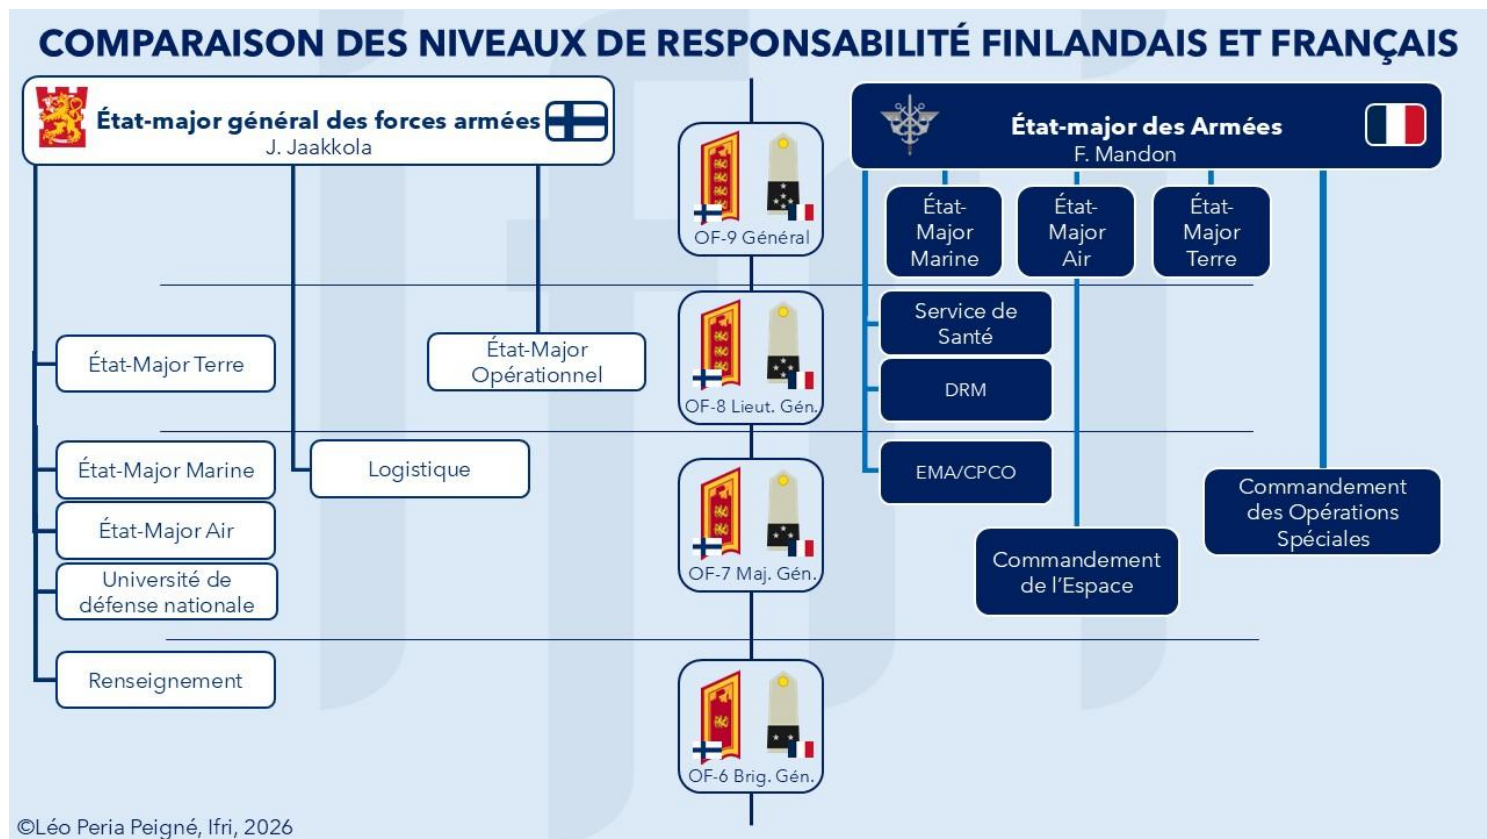 COMPARAISON DES NIVEAUX DE RESPONSABILITÉ FINLANDAIS ET FRANÇAIS
État-major général des forces armées
J. Jaakkola
État-Major Terre
État-Major
Opérationnel
État-Major Marine
Logistique
État-Major Air
Université de
défense nationale
Renseignement
OF-9 Général
OF-8 Lieut. Gén.
OF-7 Maj. Gén.
OF-6 Brig. Gén.
État-major des Armées
F. Mandon
État-
Major
Marine
État-
Major
Air
État-
Major
Terre
Service de
Santé
DRM
EMA/CPCO
Commandement
des Opérations
Spéciales
Commandement
de l'Espace
©Léo Peria Peigné, Ifri, 2026